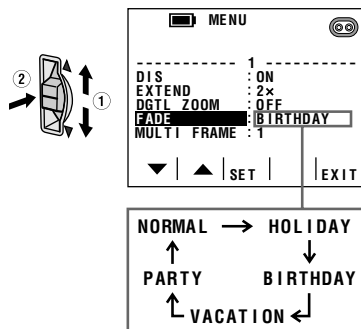 MENU
1
DIS : ON
EXTEND : 2×
DGTL ZOOM : OFF
FADE : BIRTHDAY
MULTI FRAME : 1
SET EXIT
2
1
NORMAL → HOLIDAY
PARTY BIRTHDAY
VACATION